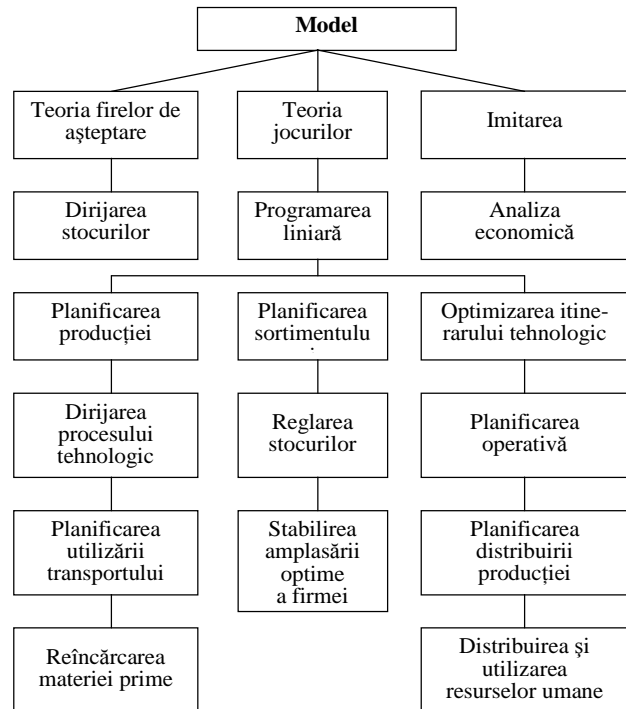 Model
Teoria firelor de
aşteptare
Teoria
jocurilor
Imitarea
Dirijarea
stocurilor
Programarea
liniară
Analiza
economică
Planificarea
producţiei
Planificarea
sortimentulu
Optimizarea itine-
rarului tehnologic
Dirijarea
procesului
tehnologic
Reglarea
stocurilor
Planificarea
operativă
Planificarea
utilizării
transportului
Stabilirea
amplasării
optime
a firmei
Planificarea
distribuirii
producţiei
Reîncărcarea
materiei prime
Distribuirea şi
utilizarea
resurselor umane